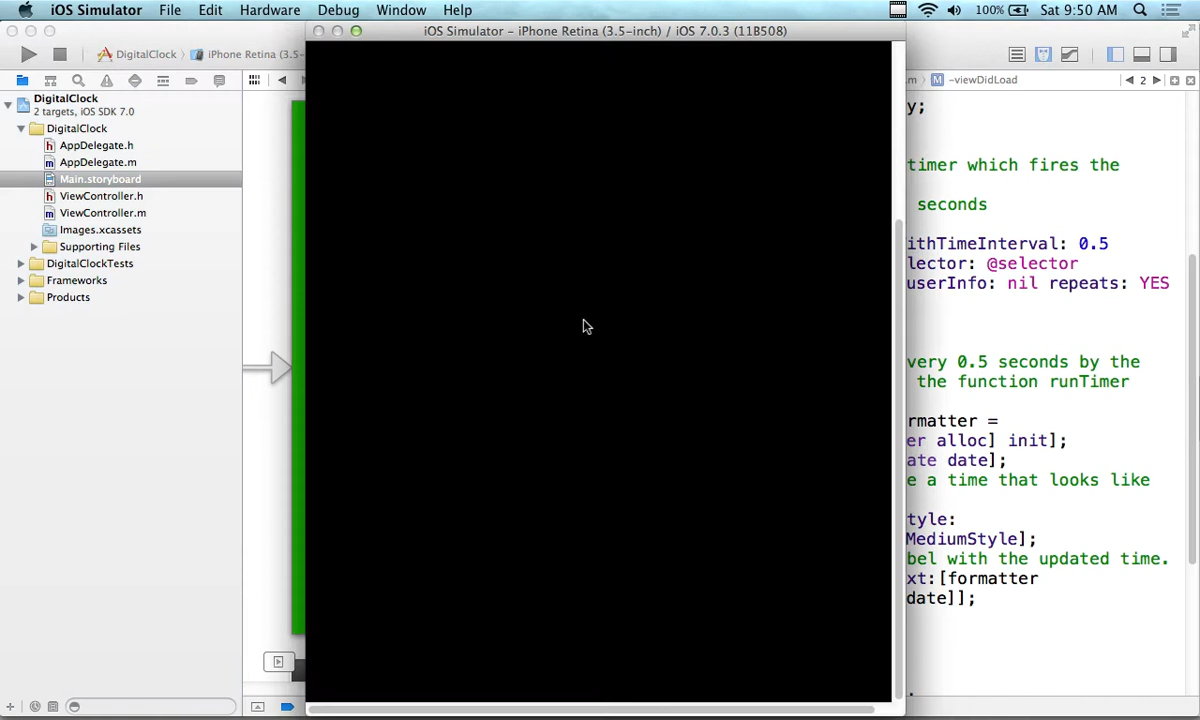 iOS Simulator File Edit Hardware Debug Window Help 100% Sat 9:50 AM
iOS Simulator - iPhone Retina (3.5-inch) / iOS 7.0.3 (11B508)
DigitalClock iPhone Retina (3.5-
.m -viewDidLoad 2
DigitalClock
2 targets, iOS SDK 7.0
DigitalClock
h AppDelegate.h
m AppDelegate.m
Main.storyboard
h ViewController.h
m ViewController.m
Images.xcassets
Supporting Files
DigitalClockTests
Frameworks
Products
y;
timer which fires the
seconds
ithTimeInterval: 0.5
lector: @selector
userInfo: nil repeats: YES
very 0.5 seconds by the
the function runTimer
rmatter =
er alloc] init];
ate date];
e a time that looks like
tyle:
MediumStyle];
bel with the updated time.
xt:[formatter
date]];